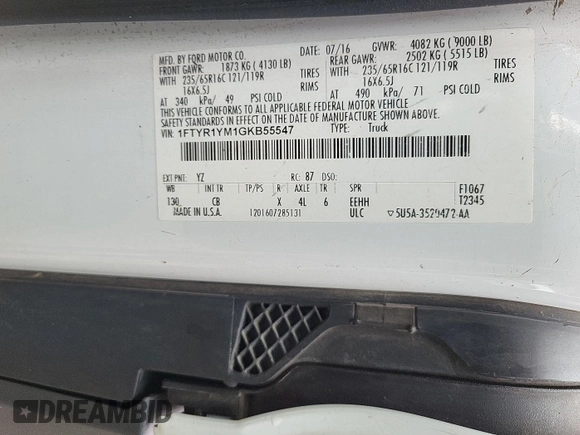 MFD. BY FORD MOTOR CO. 07/16 GVWR: 4082 KG ( 9000 LB)
FRONT GAWR: 1873 KG ( 4130 LB) REAR GAWR: 2502 KG ( 5515 LB)
WITH 235/65R16C 121/119R TIRES WITH 235/65R16C 121/119R TIRES
16X6.5J RIMS 16X6.5J RIMS
AT 340 kPa/ 49 PSI COLD AT 490 kPa/ 71 PSI COLD
THIS VEHICLE CONFORMS TO ALL APPLICABLE FEDERAL MOTOR VEHICLE
SAFETY STANDARDS IN EFFECT ON THE DATE OF MANUFACTURE SHOWN ABOVE.
VIN: 1FTYR1YM1GKB55547 TYPE: Truck
EXT PNT: YZ RC: 87 DSO:
WB INT TR TP/PS R AXLE TR SPR F1067
130 CB X 4L 6 EEHH T2345
MADE IN U.S.A. 1201607285131 ULC 5U5A-3520472-AA
DREAMBID